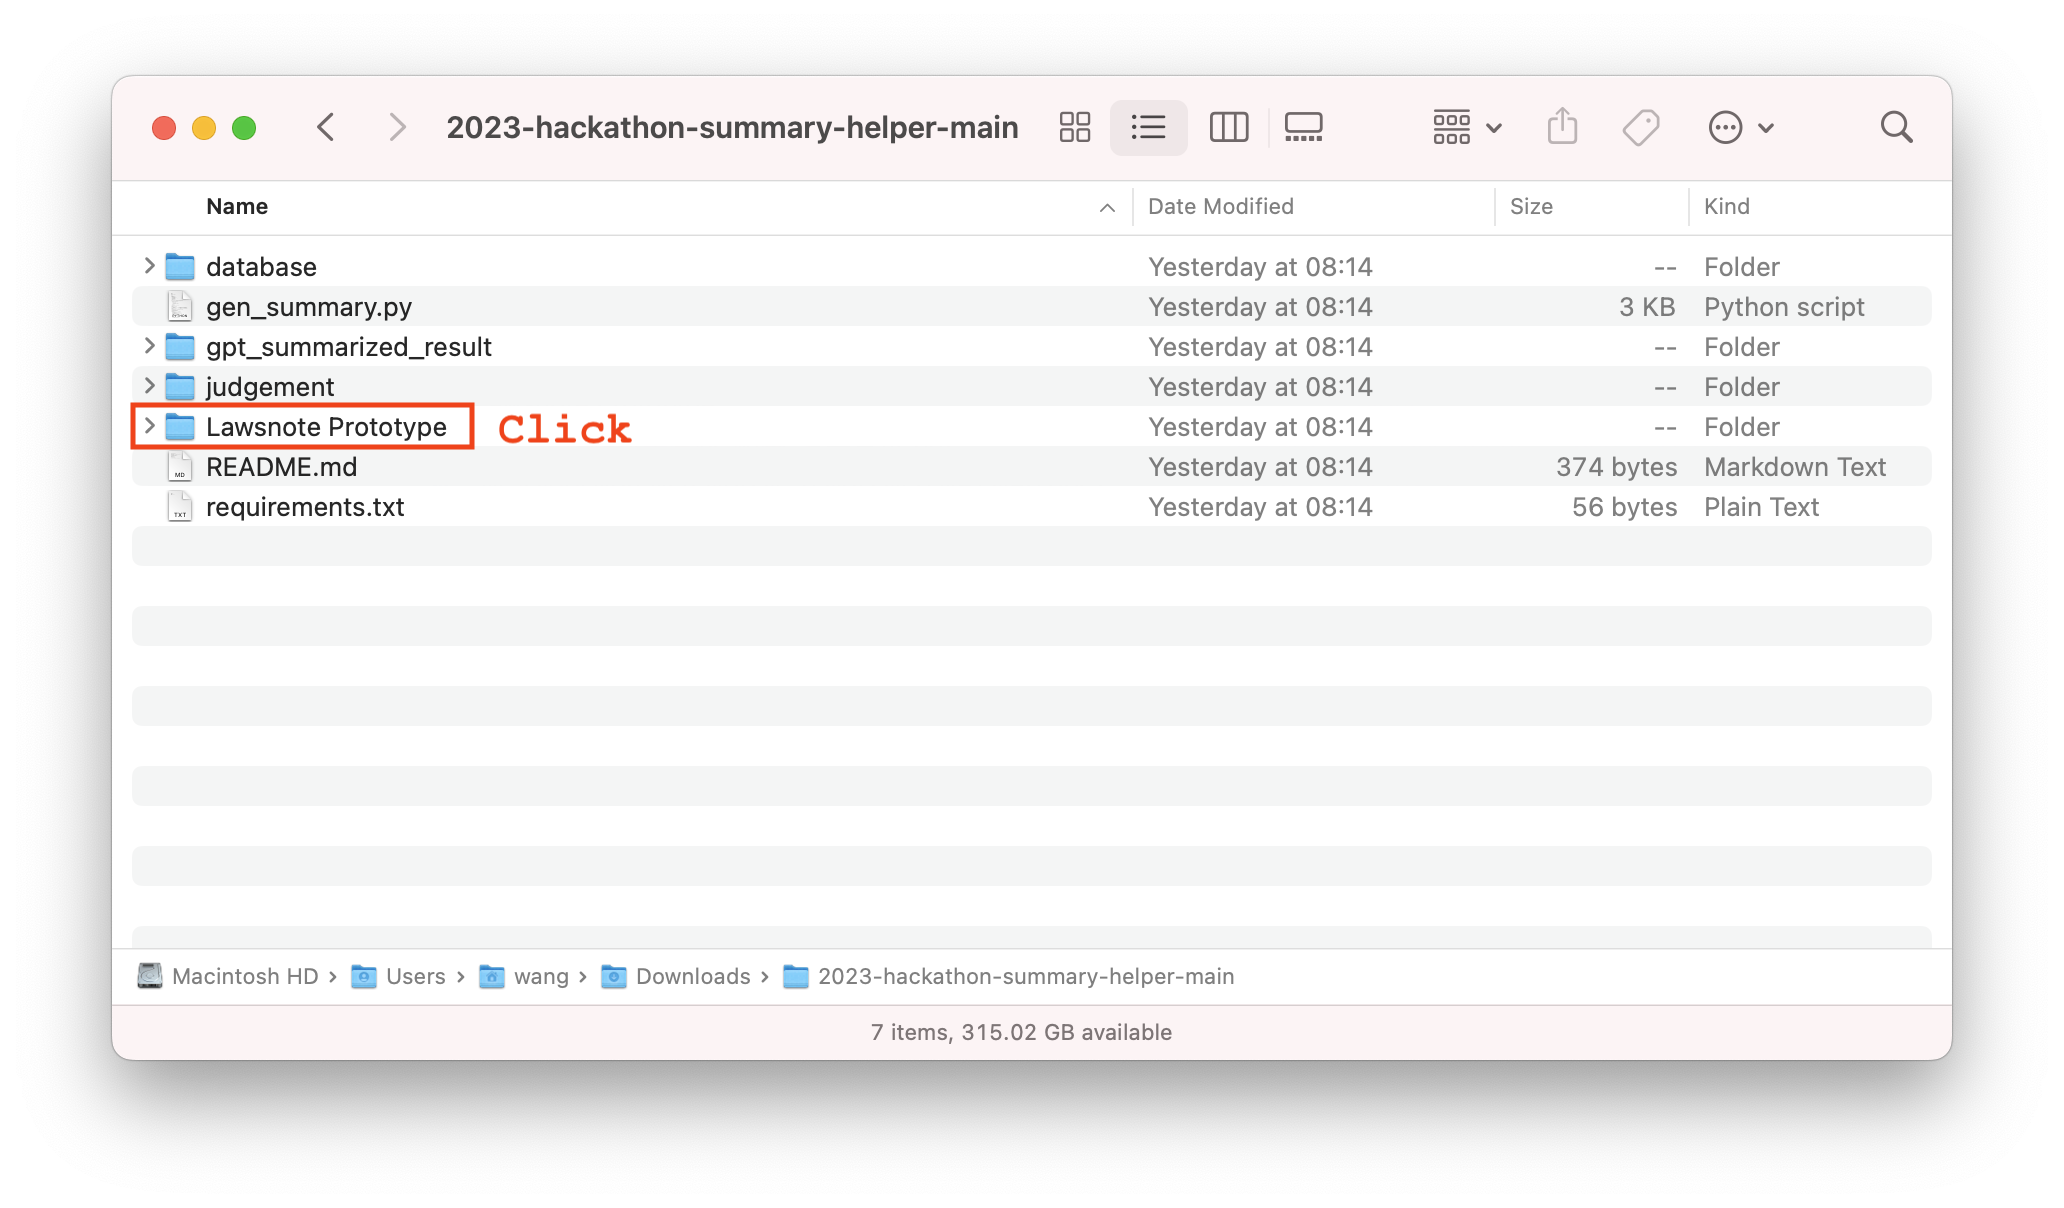 2023-hackathon-summary-helper-main
Name Date Modified Size Kind
database Yesterday at 08:14 -- Folder
gen_summary.py Yesterday at 08:14 3 KB Python script
gpt_summarized_result Yesterday at 08:14 -- Folder
judgement Yesterday at 08:14 -- Folder
Lawsnote Prototype Click Yesterday at 08:14 -- Folder
README.md Yesterday at 08:14 374 bytes Markdown Text
requirements.txt Yesterday at 08:14 56 bytes Plain Text
Macintosh HD › Users › wang › Downloads › 2023-hackathon-summary-helper-main
7 items, 315.02 GB available